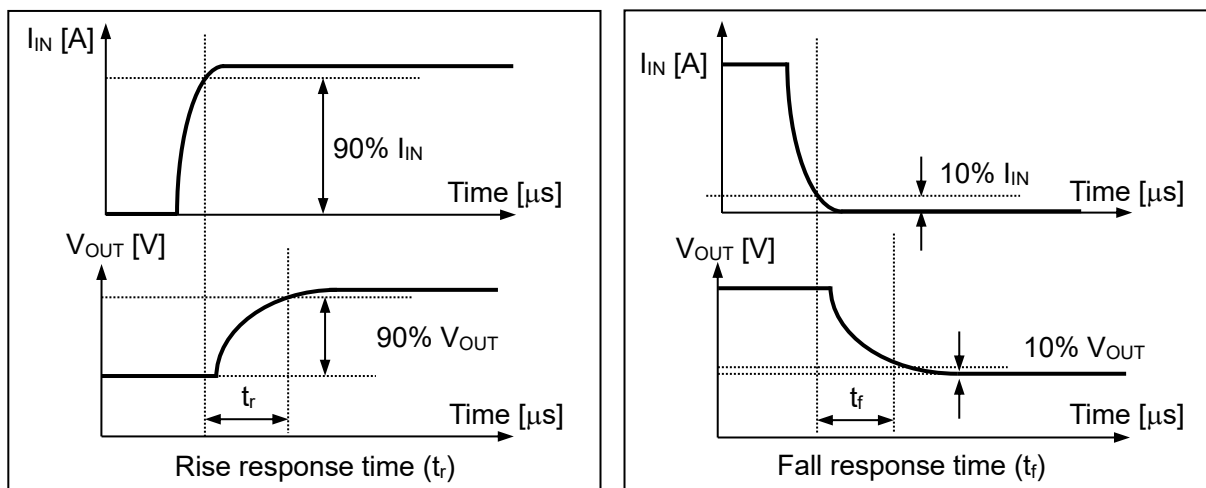 I_IN [A]
90% I_IN
Time [μs]
V_OUT [V]
90% V_OUT
t_r
Time [μs]
Rise response time (t_r)
I_IN [A]
10% I_IN
Time [μs]
V_OUT [V]
10% V_OUT
t_f
Time [μs]
Fall response time (t_f)